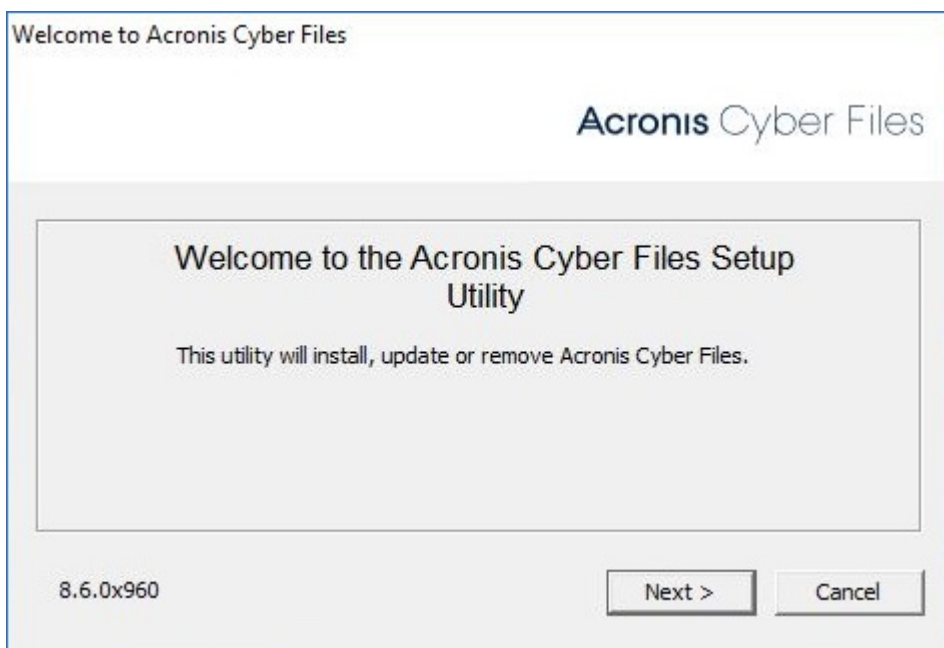 Welcome to Acronis Cyber Files
Acronis Cyber Files
Welcome to the Acronis Cyber Files Setup
Utility
This utility will install, update or remove Acronis Cyber Files.
8.6.0x960
Next >
Cancel